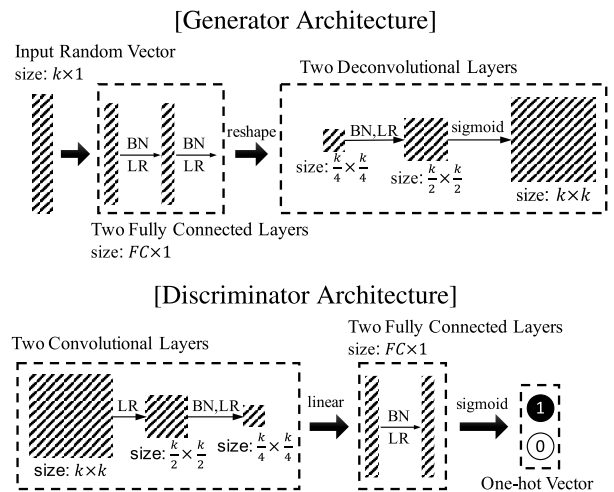 [Generator Architecture]
Input Random Vector
size: k×1
Two Deconvolutional Layers
BN
LR
BN
LR
reshape
BN,LR
sigmoid
size: k/4 × k/4
size: k/2 × k/2
size: k×k
Two Fully Connected Layers
size: FC×1
[Discriminator Architecture]
Two Convolutional Layers
Two Fully Connected Layers
size: FC×1
LR
BN,LR
linear
BN
LR
sigmoid
1
0
size: k×k
size: k/2 × k/2
size: k/4 × k/4
One-hot Vector